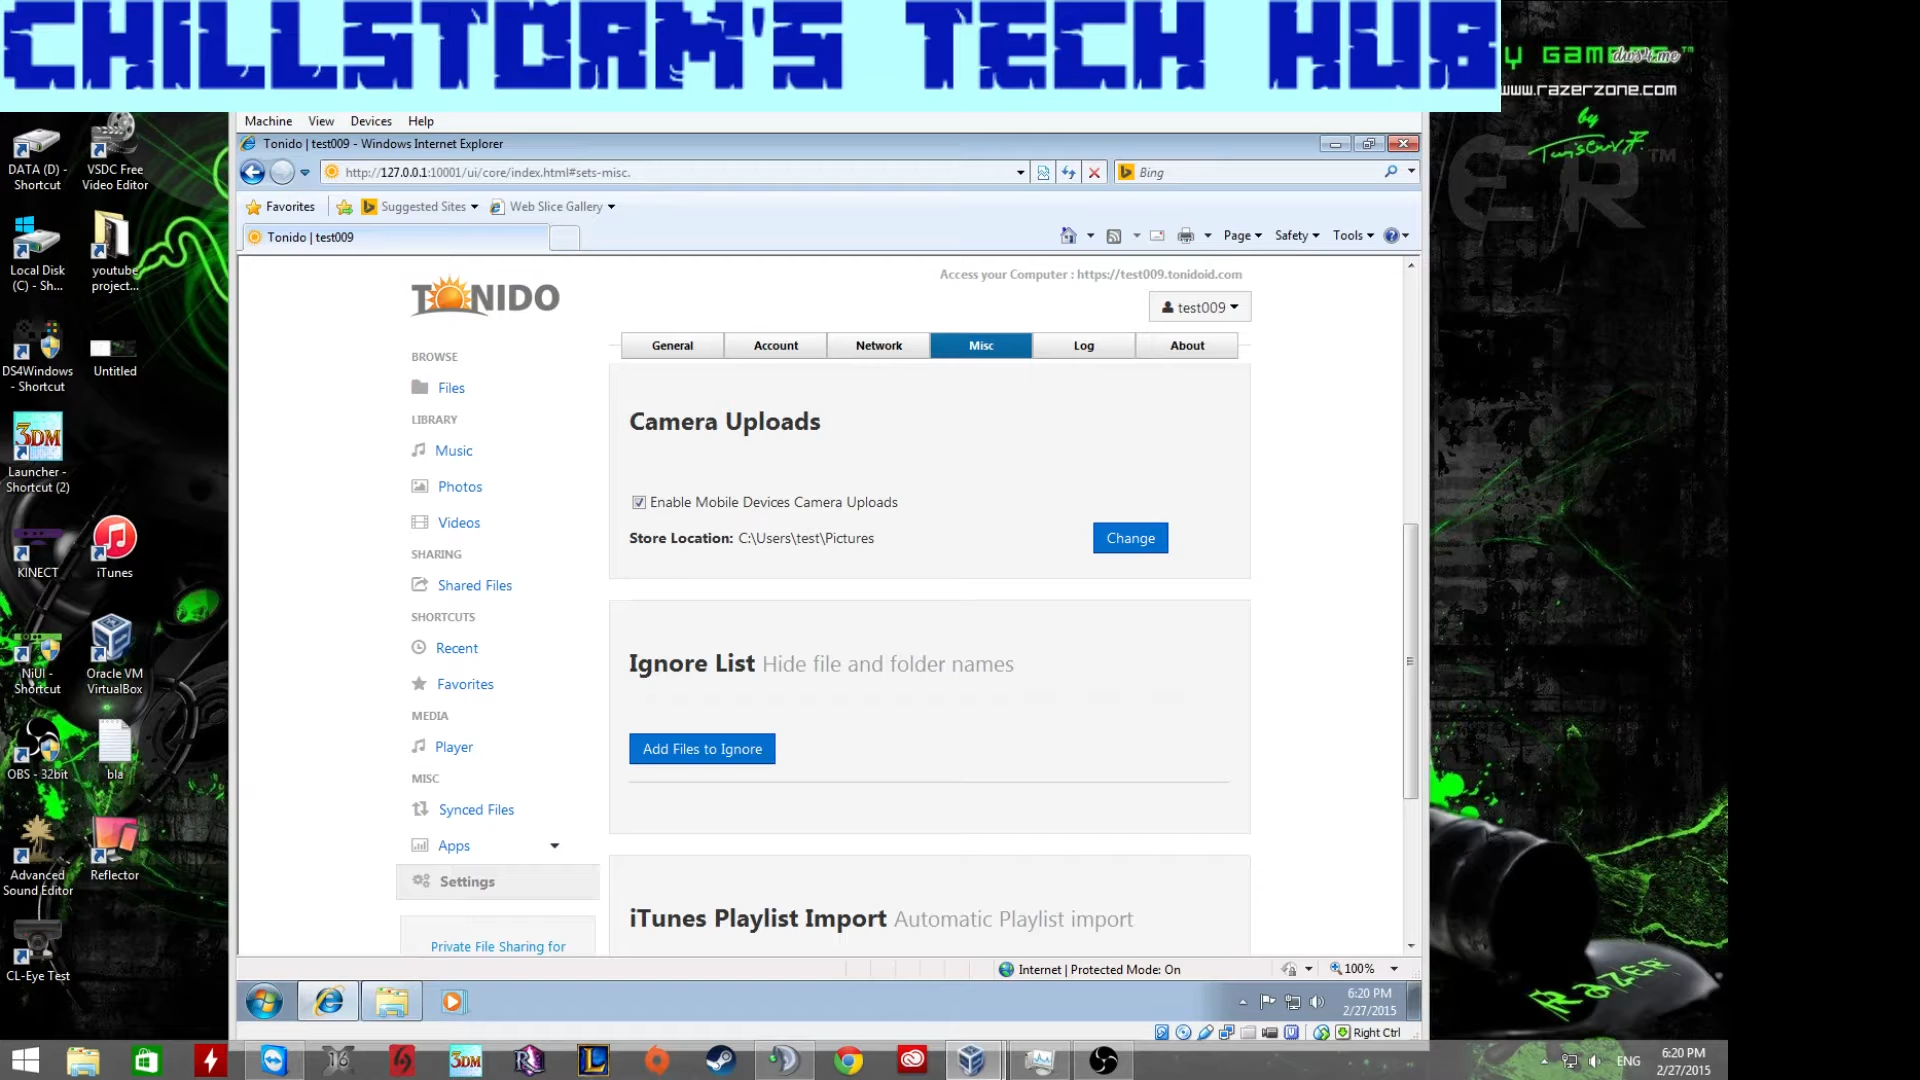 CHILLSTORM'S TECH HUB
Y GAMERS™
dws4.me
www.razerzone.com
by
DATA (D) - Shortcut
VSDC Free Video Editor
Local Disk (C) - Sh...
youtube project...
DS4Windows - Shortcut
Untitled
3DM
Launcher - Shortcut (2)
KINECT
iTunes
NiUI - Shortcut
Oracle VM VirtualBox
OBS - 32bit
bla
Advanced Sound Editor
Reflector
CL-Eye Test
Machine View Devices Help
Tonido | test009 - Windows Internet Explorer
http://127.0.0.1:10001/ui/core/index.html#sets-misc.
Bing
Favorites Suggested Sites Web Slice Gallery
Tonido | test009
Page Safety Tools
TONIDO
Access your Computer : https://test009.tonidoid.com
test009
General Account Network Misc Log About
BROWSE
Files
LIBRARY
Music
Photos
Videos
SHARING
Shared Files
SHORTCUTS
Recent
Favorites
MEDIA
Player
MISC
Synced Files
Apps
Settings
Private File Sharing for
Camera Uploads
Enable Mobile Devices Camera Uploads
Store Location: C:\Users\test\Pictures
Change
Ignore List Hide file and folder names
Add Files to Ignore
iTunes Playlist Import Automatic Playlist import
Internet | Protected Mode: On
100%
6:20 PM
2/27/2015
Right Ctrl
RAZER
3DM
ENG
6:20 PM
2/27/2015